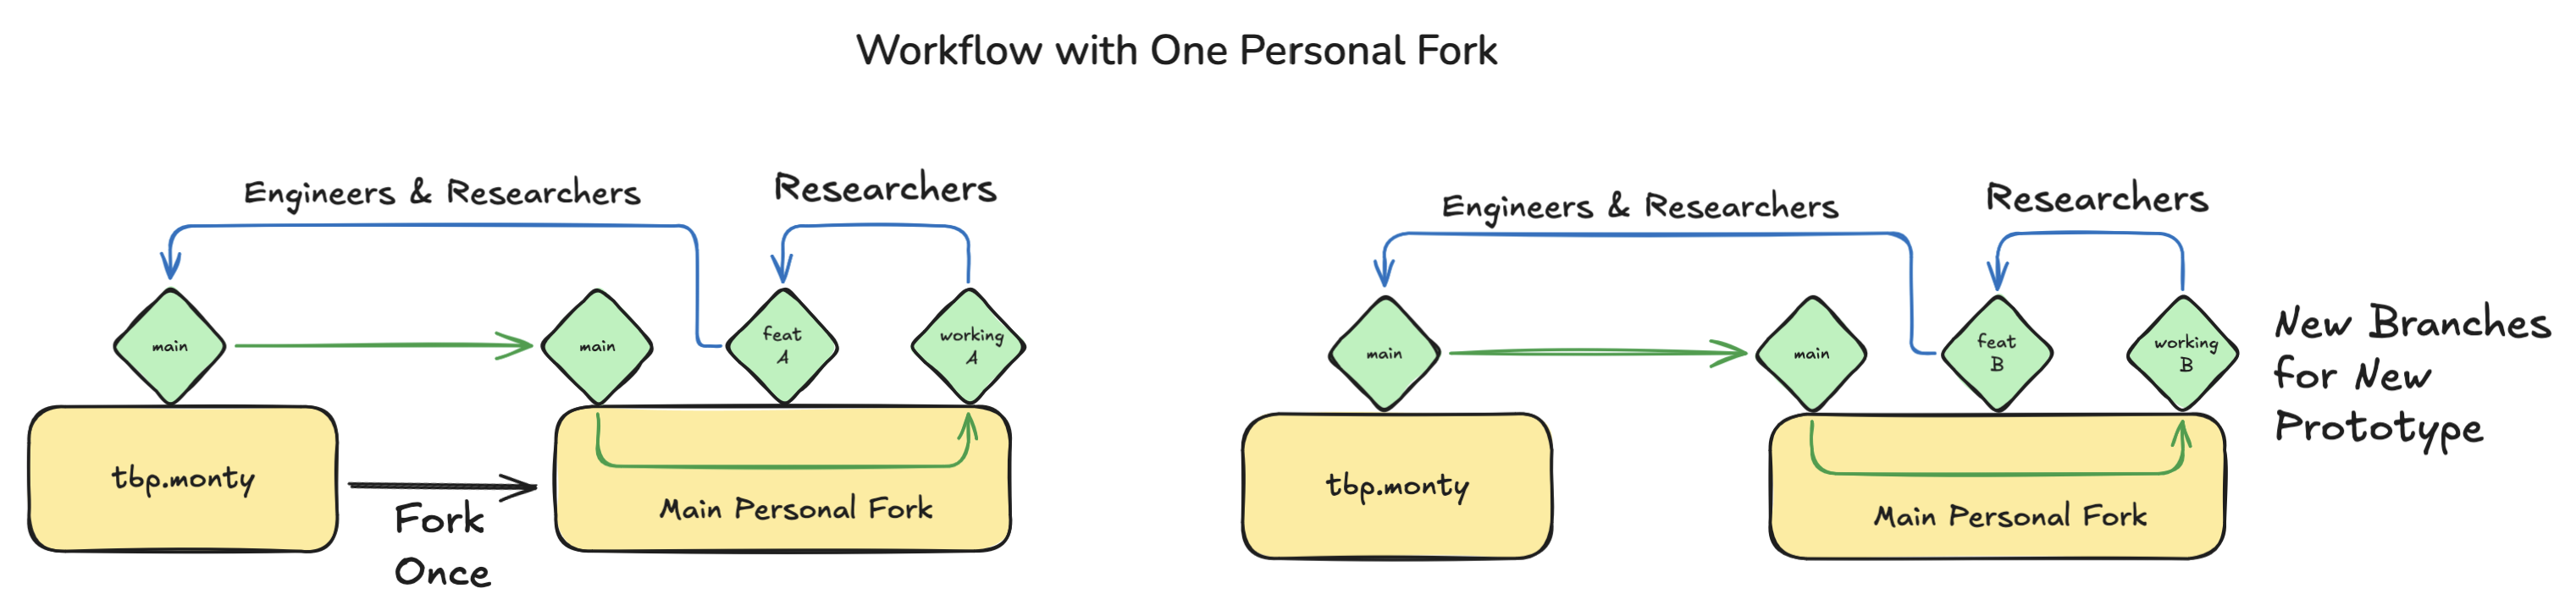 Workflow with One Personal Fork
Engineers & Researchers
Researchers
main
main
feat
A
working
A
tbp.monty
Fork
Once
Main Personal Fork
Engineers & Researchers
Researchers
main
main
feat
B
working
B
tbp.monty
Main Personal Fork
New Branches
for New
Prototype